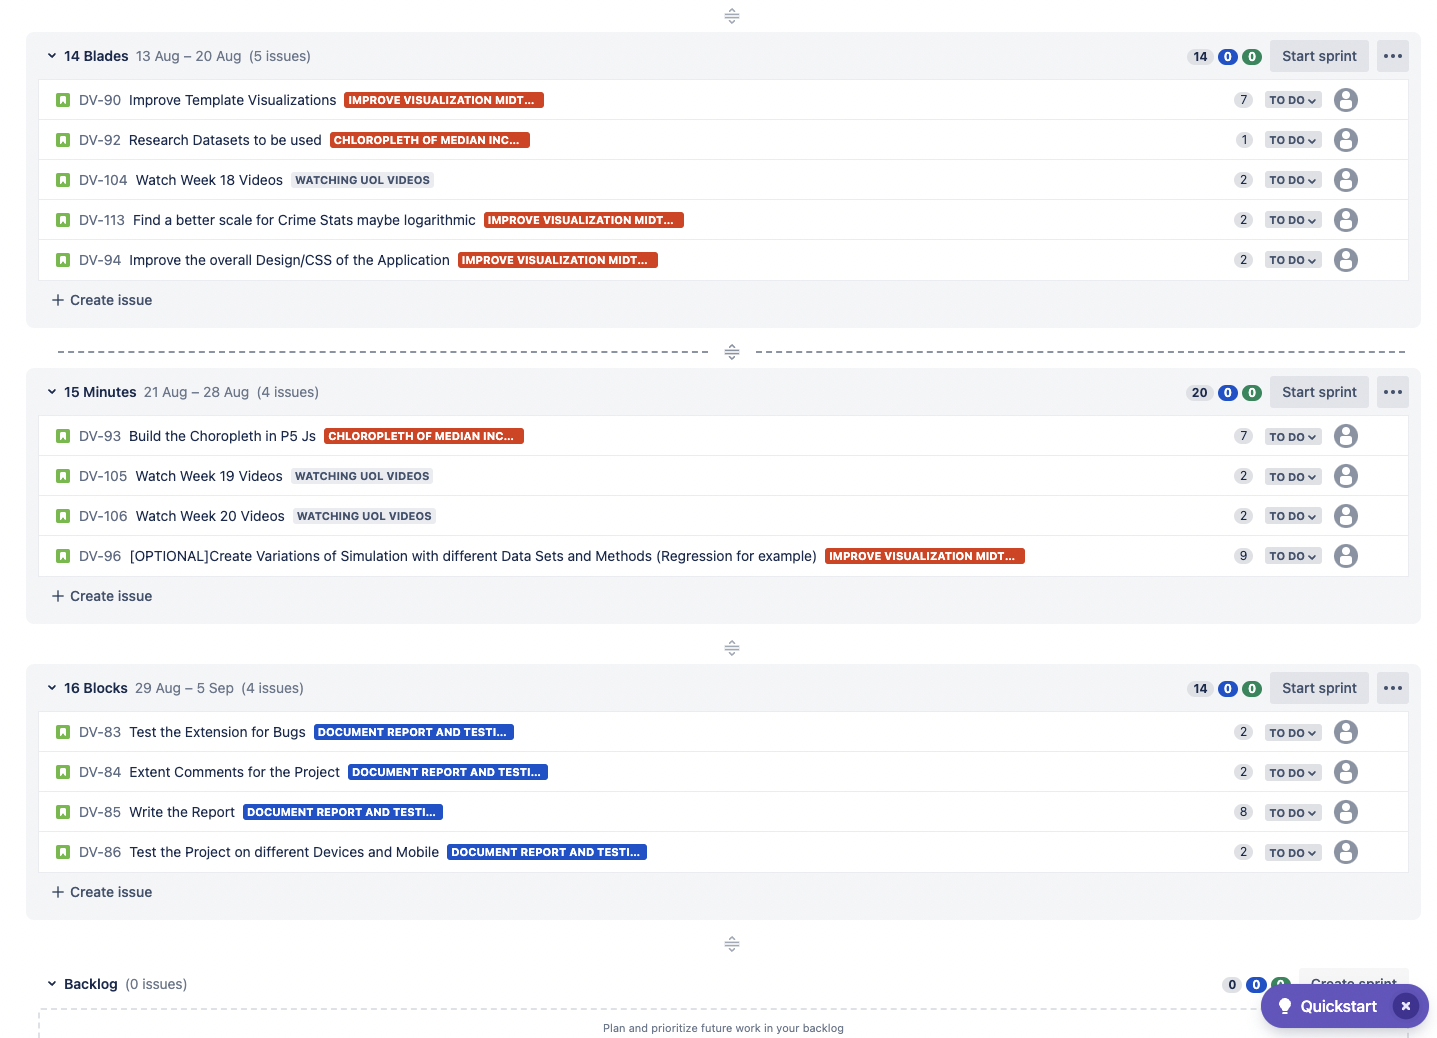 14 Blades 13 Aug – 20 Aug (5 issues) 14 0 0 Start sprint
DV-90 Improve Template Visualizations IMPROVE VISUALIZATION MIDT... 7 TO DO
DV-92 Research Datasets to be used CHLOROPLETH OF MEDIAN INC... 1 TO DO
DV-104 Watch Week 18 Videos WATCHING UOL VIDEOS 2 TO DO
DV-113 Find a better scale for Crime Stats maybe logarithmic IMPROVE VISUALIZATION MIDT... 2 TO DO
DV-94 Improve the overall Design/CSS of the Application IMPROVE VISUALIZATION MIDT... 2 TO DO
+ Create issue
15 Minutes 21 Aug – 28 Aug (4 issues) 20 0 0 Start sprint
DV-93 Build the Choropleth in P5 Js CHLOROPLETH OF MEDIAN INC... 7 TO DO
DV-105 Watch Week 19 Videos WATCHING UOL VIDEOS 2 TO DO
DV-106 Watch Week 20 Videos WATCHING UOL VIDEOS 2 TO DO
DV-96 [OPTIONAL]Create Variations of Simulation with different Data Sets and Methods (Regression for example) IMPROVE VISUALIZATION MIDT... 9 TO DO
+ Create issue
16 Blocks 29 Aug – 5 Sep (4 issues) 14 0 0 Start sprint
DV-83 Test the Extension for Bugs DOCUMENT REPORT AND TESTI... 2 TO DO
DV-84 Extent Comments for the Project DOCUMENT REPORT AND TESTI... 2 TO DO
DV-85 Write the Report DOCUMENT REPORT AND TESTI... 8 TO DO
DV-86 Test the Project on different Devices and Mobile DOCUMENT REPORT AND TESTI... 2 TO DO
+ Create issue
Backlog (0 issues) 0 0 0 Create sprint
Quickstart
Plan and prioritize future work in your backlog